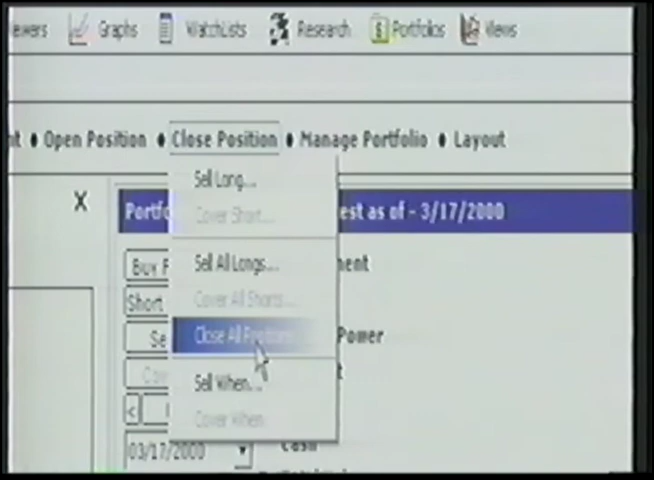 Graphs WatchLists Research Portfolios Views
Open Position Close Position Manage Portfolio Layout
Sell Long...
Cover Short...
X
est as of - 3/17/2000
Buy
Sell All Longs...
Short
Cover All Shorts...
Close All Positions
Power
Sell When...
Cover When
03/17/2000
Cash